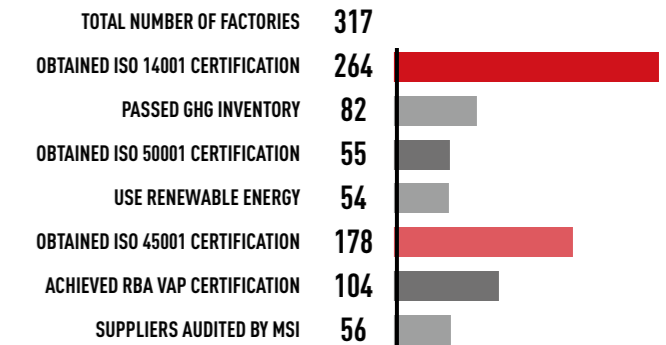 TOTAL NUMBER OF FACTORIES 317
OBTAINED ISO 14001 CERTIFICATION 264
PASSED GHG INVENTORY 82
OBTAINED ISO 50001 CERTIFICATION 55
USE RENEWABLE ENERGY 54
OBTAINED ISO 45001 CERTIFICATION 178
ACHIEVED RBA VAP CERTIFICATION 104
SUPPLIERS AUDITED BY MSI 56